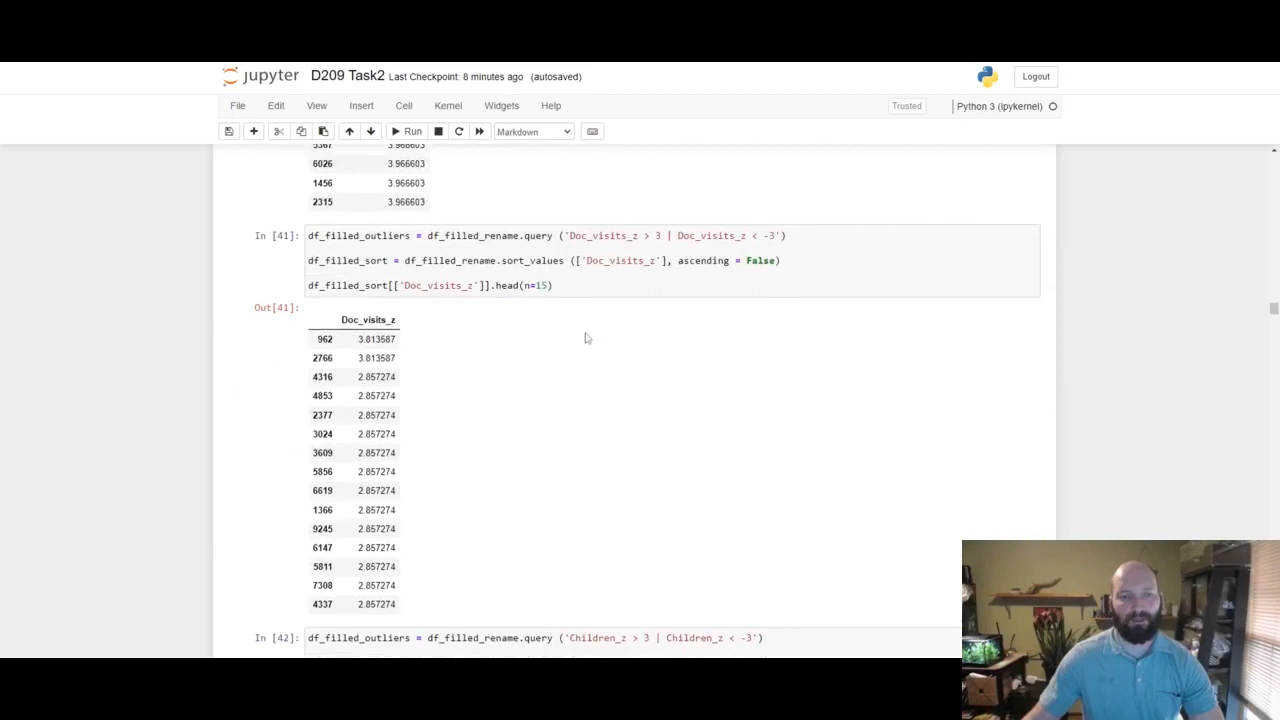 jupyter D209 Task2 Last Checkpoint: 8 minutes ago (autosaved) Logout
File Edit View Insert Cell Kernel Widgets Help Trusted Python 3 (ipykernel)
Run Markdown
5367 3.966603
6026 3.966603
1456 3.966603
2315 3.966603
In [41]: df_filled_outliers = df_filled_rename.query ('Doc_visits_z > 3 | Doc_visits_z < -3')
df_filled_sort = df_filled_rename.sort_values (['Doc_visits_z'], ascending = False)
df_filled_sort[['Doc_visits_z']].head(n=15)
Out[41]:
Doc_visits_z
962 3.813587
2766 3.813587
4316 2.857274
4853 2.857274
2377 2.857274
3024 2.857274
3609 2.857274
5856 2.857274
6619 2.857274
1366 2.857274
9245 2.857274
6147 2.857274
5811 2.857274
7308 2.857274
4337 2.857274
In [42]: df_filled_outliers = df_filled_rename.query ('Children_z > 3 | Children_z < -3')